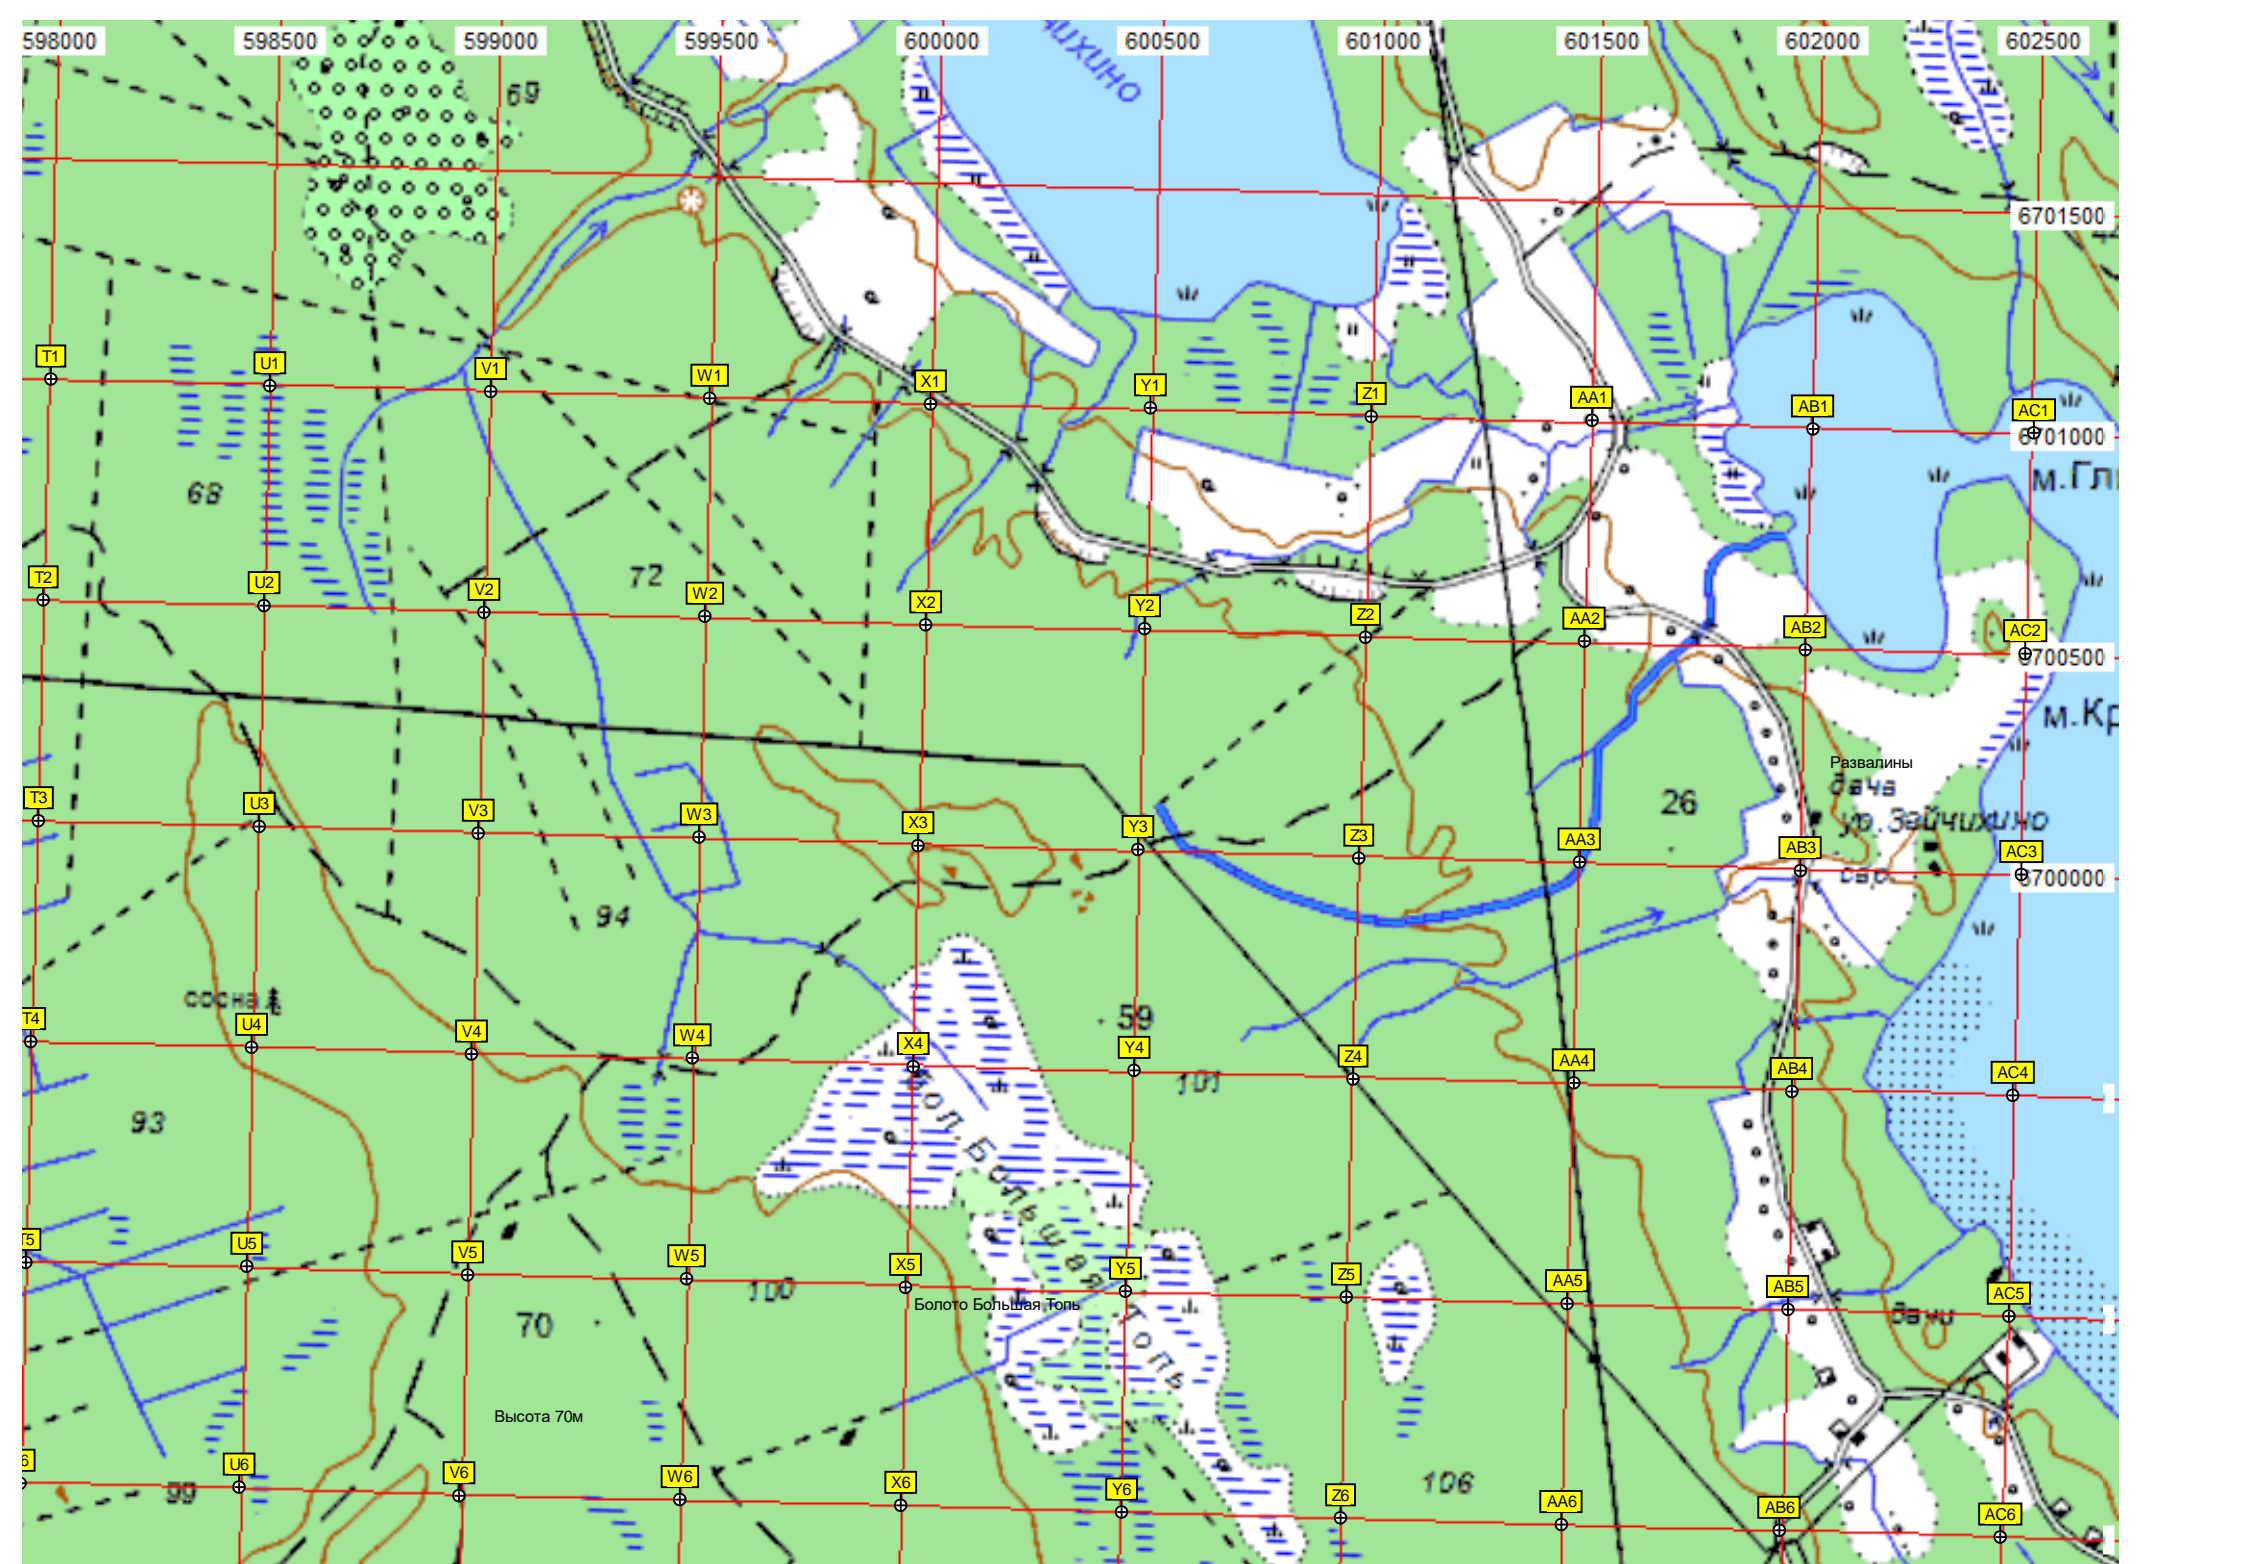 598000 598500 599000 599500 600000 600500 601000 601500 602000 602500
69
6701500
T1 U1 V1 W1 X1 Y1 Z1 AA1 AB1 AC1
6701000
м.Гл
68
72
T2 U2 V2 W2 X2 Y2 Z2 AA2 AB2 AC2
6700500
м.Кр
Развалины
дача
26
ур.Зайчихино
T3 U3 V3 W3 X3 Y3 Z3 AA3 AB3 AC3
6700000
сар.
94
сосна
59
T4 U4 V4 W4 X4 Y4 Z4 AA4 AB4 AC4
101
93
бол. Большая Топь
T5 U5 V5 W5 X5 Y5 Z5 AA5 AB5 AC5
100
Болото Большая Топь
70
дачи
Высота 70м
6 U6 V6 W6 X6 Y6 Z6 AA6 AB6 AC6
99
106